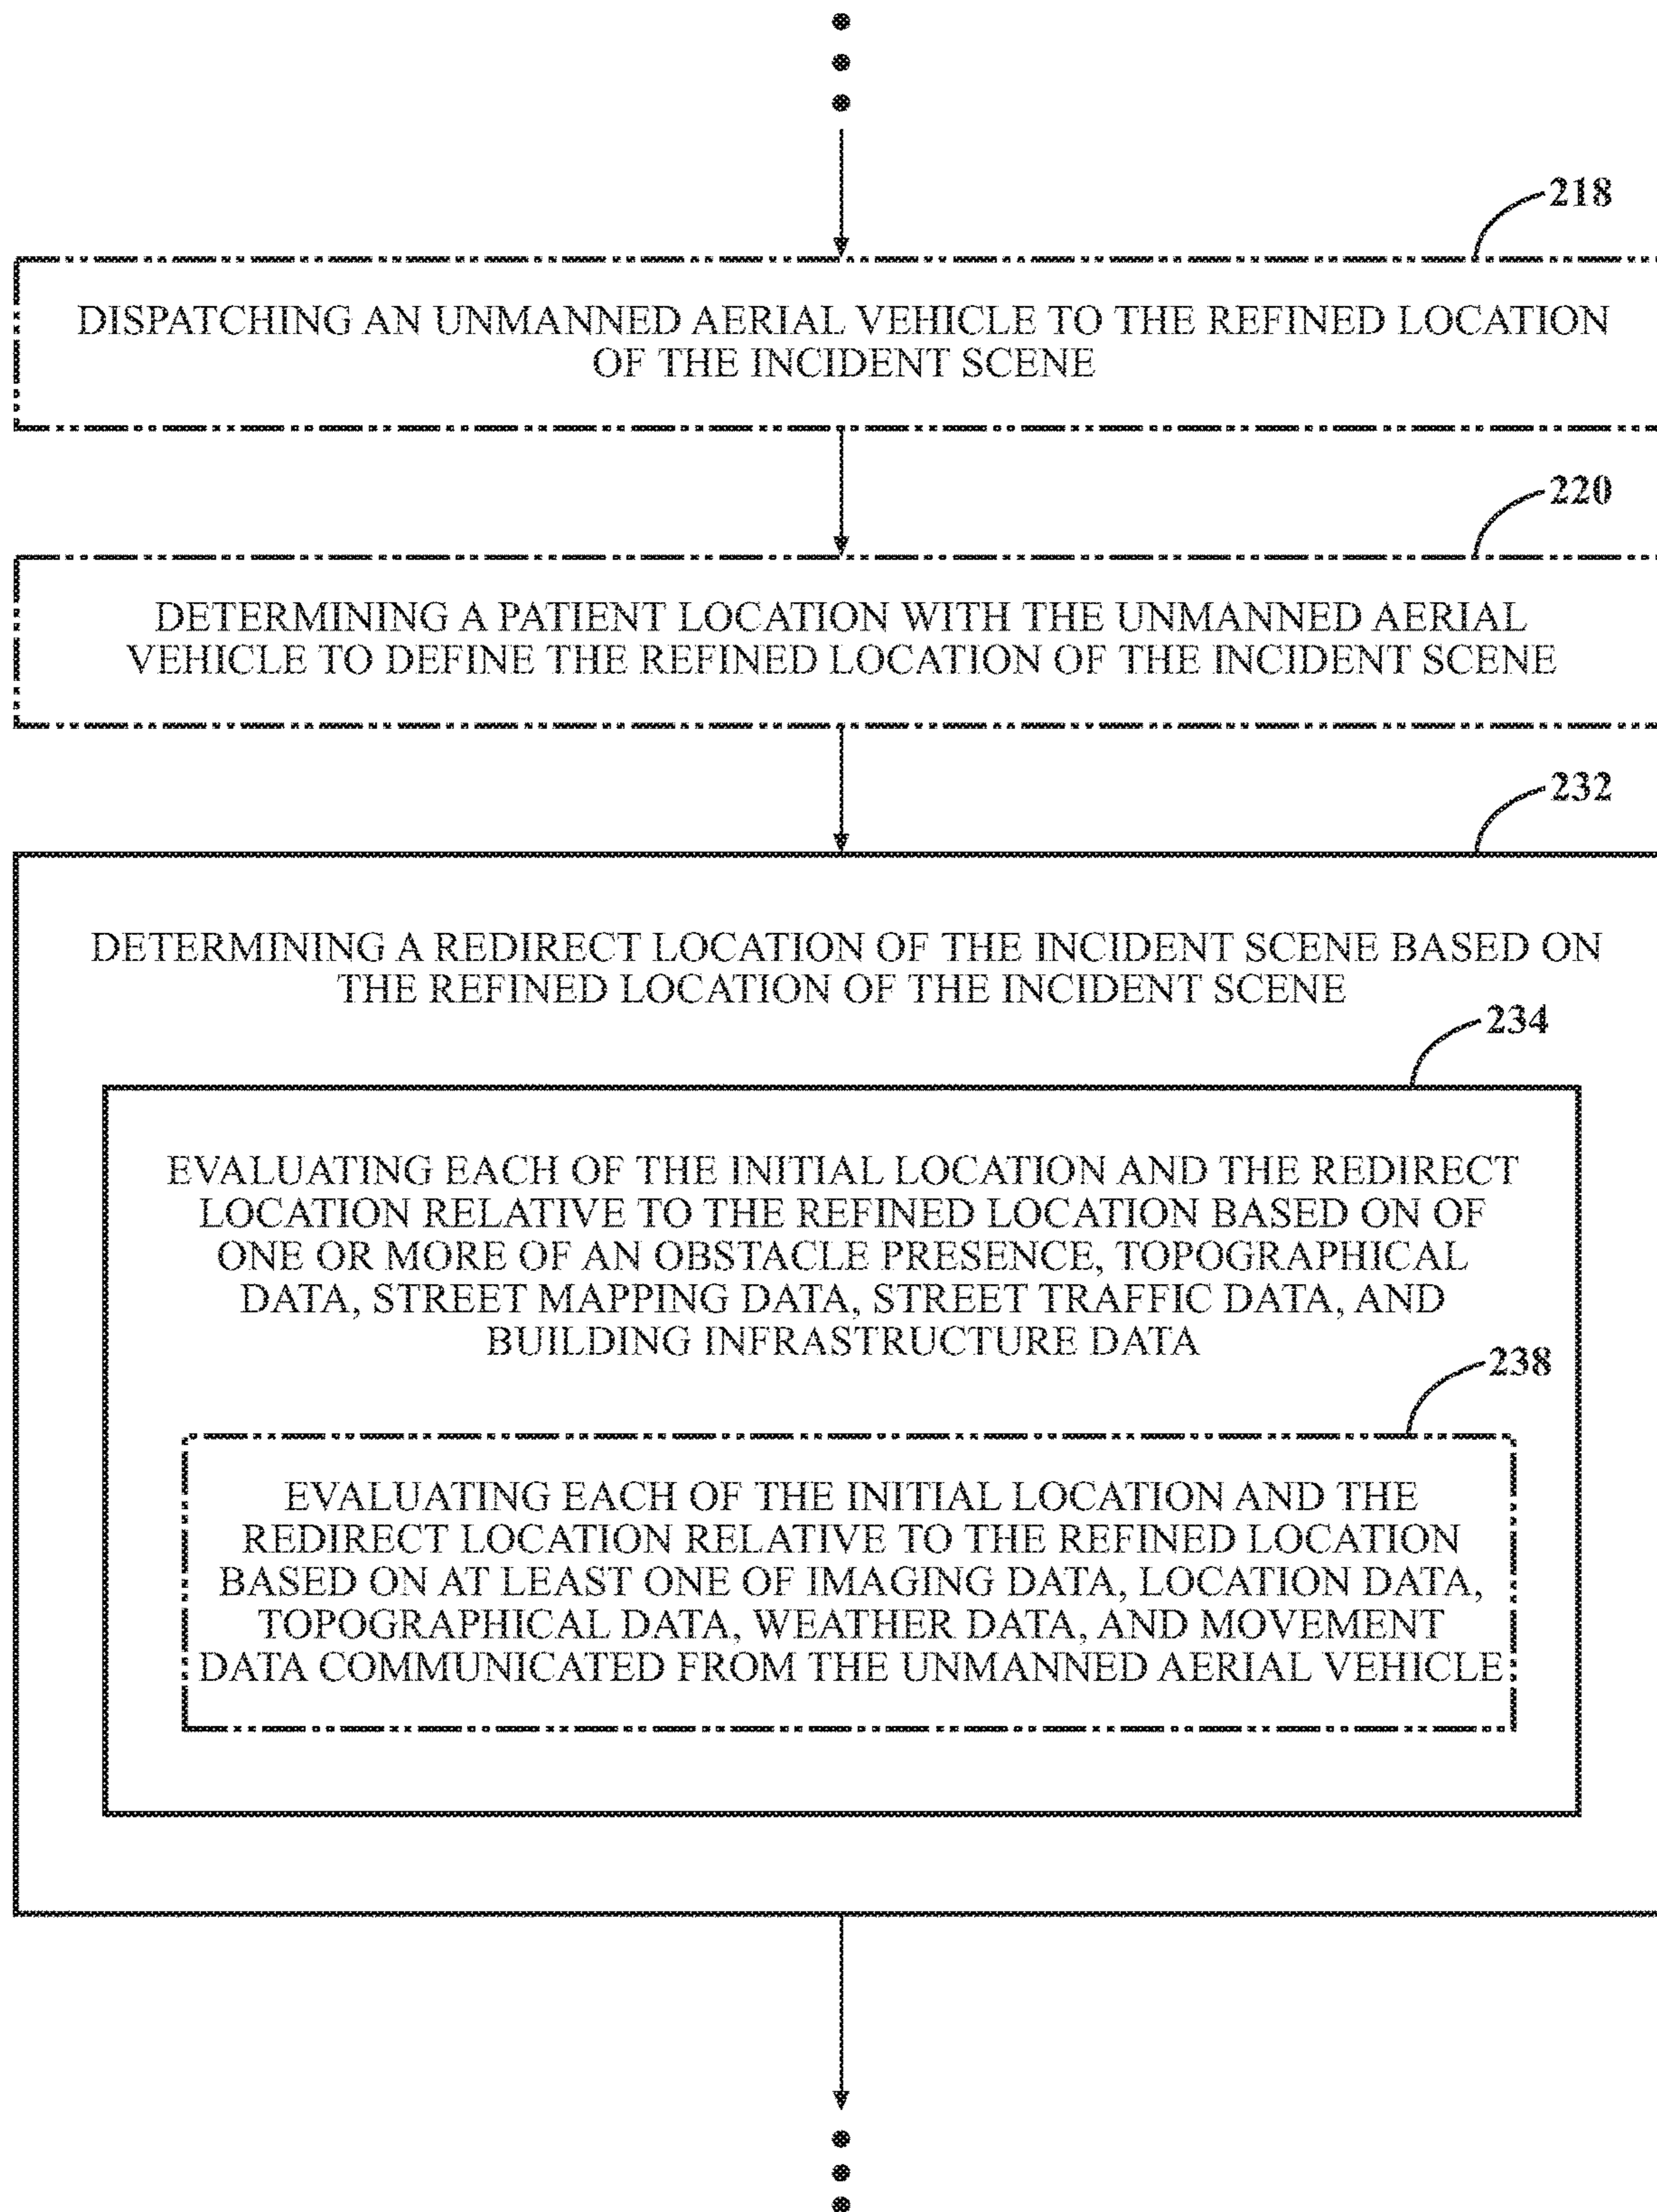 218
DISPATCHING AN UNMANNED AERIAL VEHICLE TO THE REFINED LOCATION
OF THE INCIDENT SCENE
220
DETERMINING A PATIENT LOCATION WITH THE UNMANNED AERIAL
VEHICLE TO DEFINE THE REFINED LOCATION OF THE INCIDENT SCENE
232
DETERMINING A REDIRECT LOCATION OF THE INCIDENT SCENE BASED ON
THE REFINED LOCATION OF THE INCIDENT SCENE
234
EVALUATING EACH OF THE INITIAL LOCATION AND THE REDIRECT
LOCATION RELATIVE TO THE REFINED LOCATION BASED ON OF
ONE OR MORE OF AN OBSTACLE PRESENCE, TOPOGRAPHICAL
DATA, STREET MAPPING DATA, STREET TRAFFIC DATA, AND
BUILDING INFRASTRUCTURE DATA
238
EVALUATING EACH OF THE INITIAL LOCATION AND THE
REDIRECT LOCATION RELATIVE TO THE REFINED LOCATION
BASED ON AT LEAST ONE OF IMAGING DATA, LOCATION DATA,
TOPOGRAPHICAL DATA, WEATHER DATA, AND MOVEMENT
DATA COMMUNICATED FROM THE UNMANNED AERIAL VEHICLE